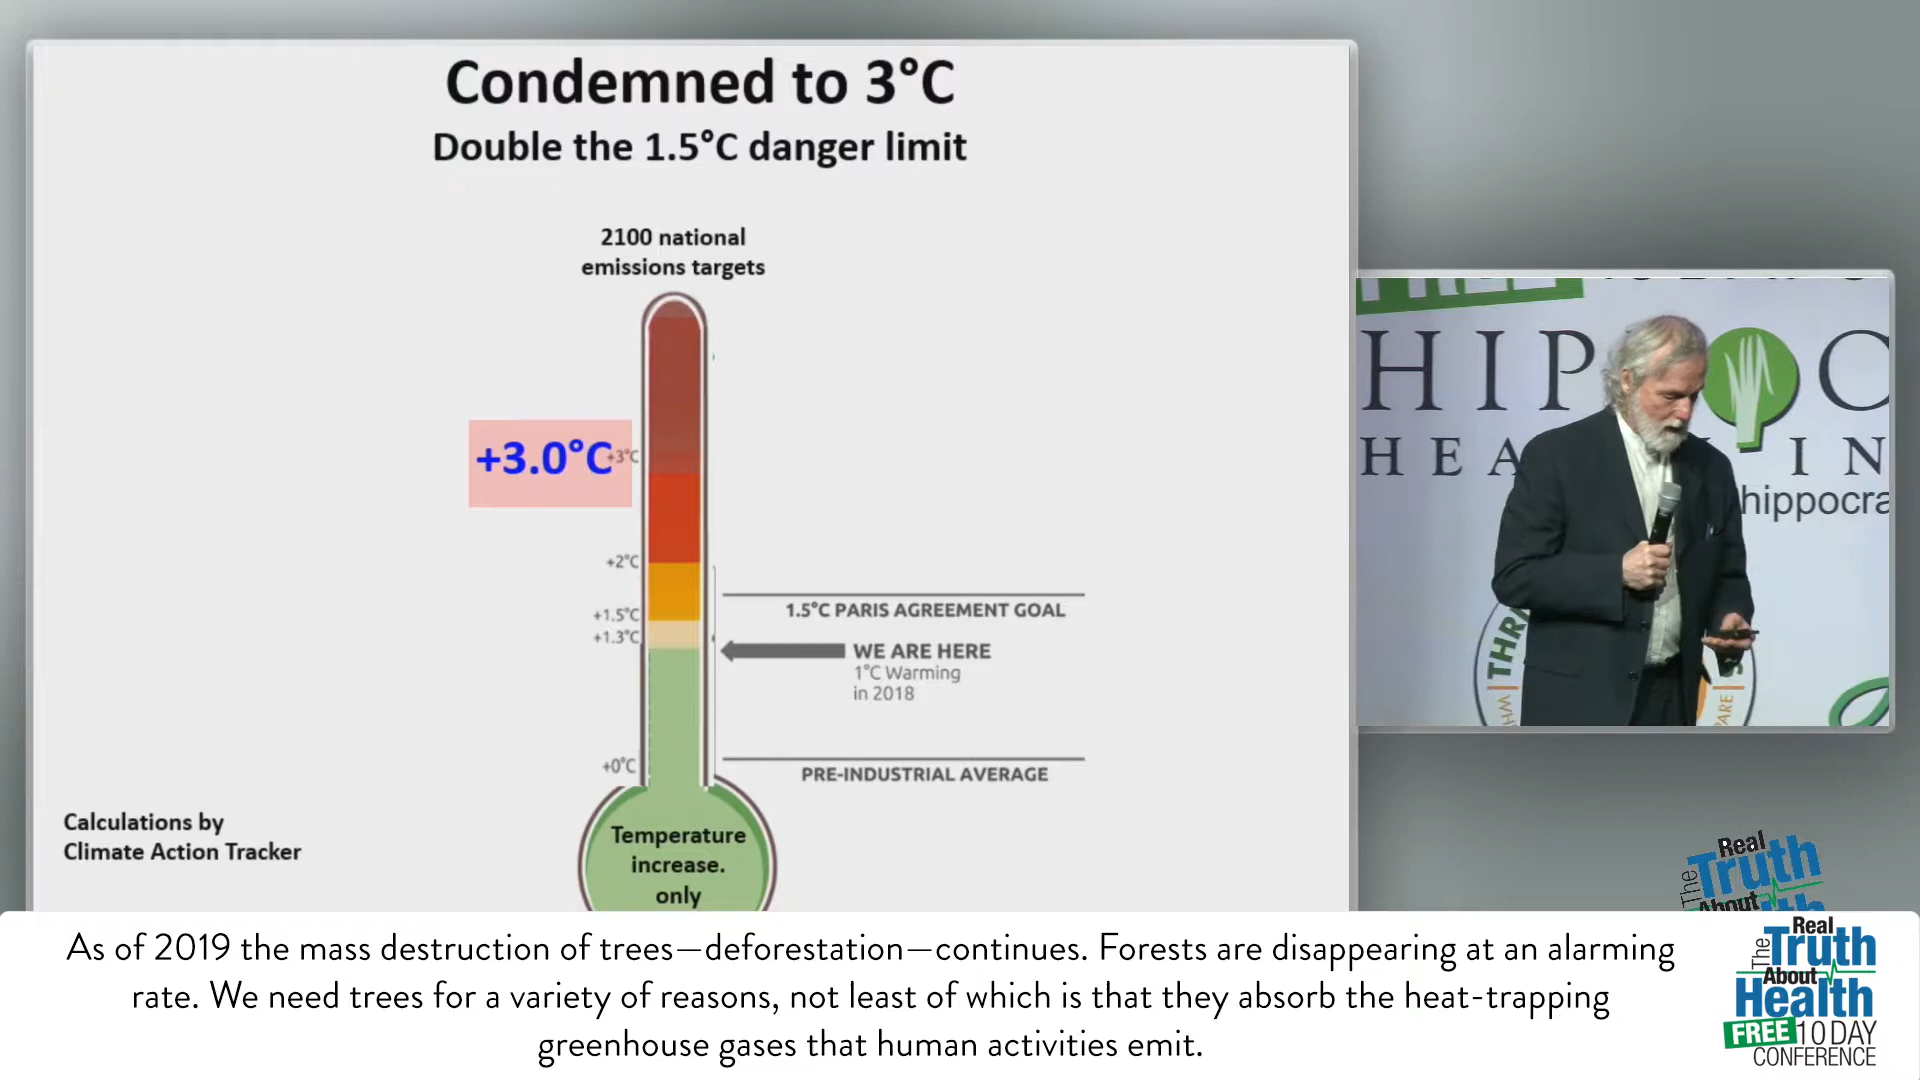 Condemned to 3°C
Double the 1.5°C danger limit
2100 national
emissions targets
+3.0°C
+3°C
+2°C
+1.5°C
+1.3°C
+0°C
1.5°C PARIS AGREEMENT GOAL
WE ARE HERE
1°C Warming
in 2018
PRE-INDUSTRIAL AVERAGE
Calculations by
Climate Action Tracker
Temperature
increase.
only
HIP OC
HEA IN
hippocra
THR
Real
The Truth
About
As of 2019 the mass destruction of trees—deforestation—continues. Forests are disappearing at an alarming
rate. We need trees for a variety of reasons, not least of which is that they absorb the heat-trapping
greenhouse gases that human activities emit.
The Real
Truth
About
Health
FREE 10 DAY
CONFERENCE